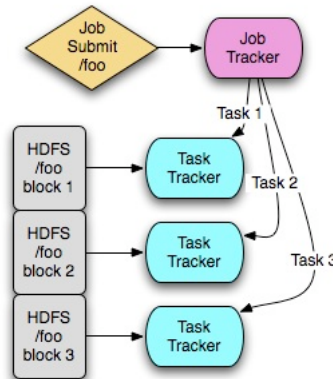 Job
Submit
/foo
Job
Tracker
Task 1
Task 2
Task 3
HDFS
/foo
block 1
Task
Tracker
HDFS
/foo
block 2
Task
Tracker
HDFS
/foo
block 3
Task
Tracker